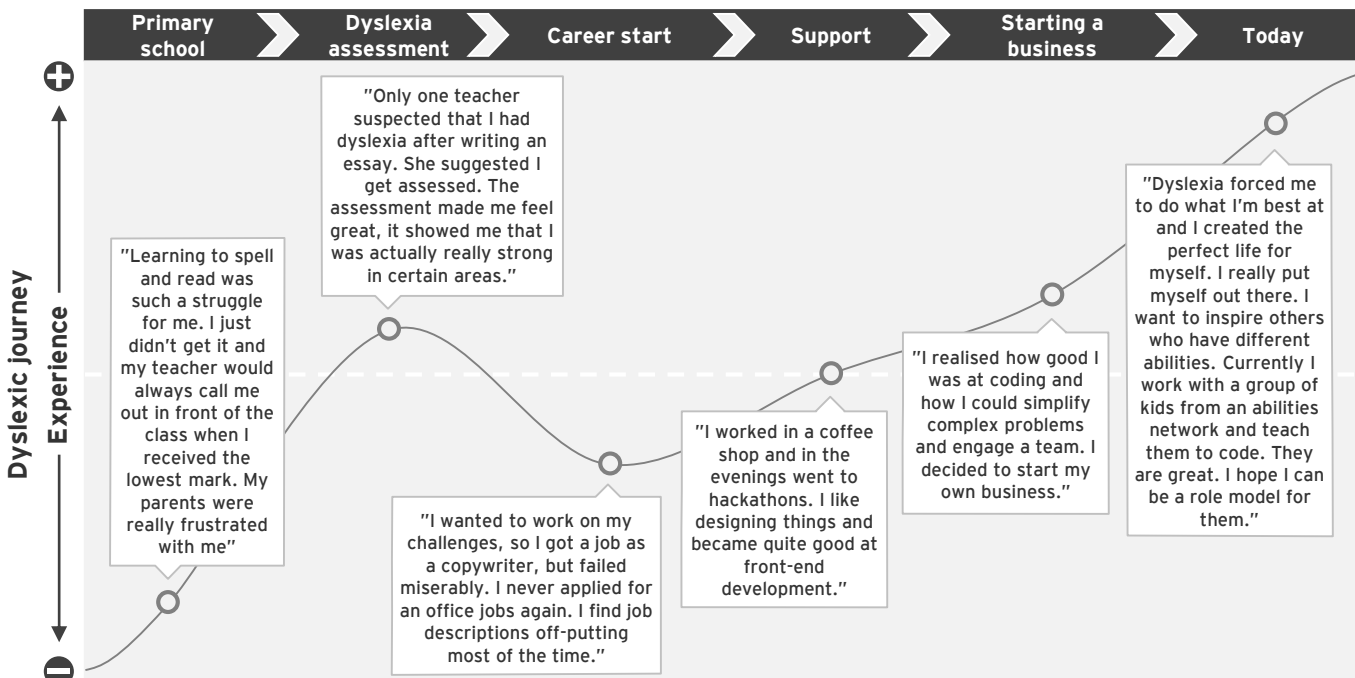 Primary
school
Dyslexia
assessment
Career start
Support
Starting a
business
Today
Dyslexic journey
Experience
"Learning to spell
and read was
such a struggle
for me. I just
didn't get it and
my teacher would
always call me
out in front of the
class when I
received the
lowest mark. My
parents were
really frustrated
with me"
"Only one teacher
suspected that I had
dyslexia after writing an
essay. She suggested I
get assessed. The
assessment made me feel
great, it showed me that I
was actually really strong
in certain areas."
"I wanted to work on my
challenges, so I got a job as
a copywriter, but failed
miserably. I never applied for
an office jobs again. I find job
descriptions off-putting
most of the time."
"I worked in a coffee
shop and in the
evenings went to
hackathons. I like
designing things and
became quite good at
front-end
development."
"I realised how good I
was at coding and
how I could simplify
complex problems
and engage a team. I
decided to start my
own business."
"Dyslexia forced me
to do what I'm best at
and I created the
perfect life for
myself. I really put
myself out there. I
want to inspire others
who have different
abilities. Currently I
work with a group of
kids from an abilities
network and teach
them to code. They
are great. I hope I can
be a role model for
them."